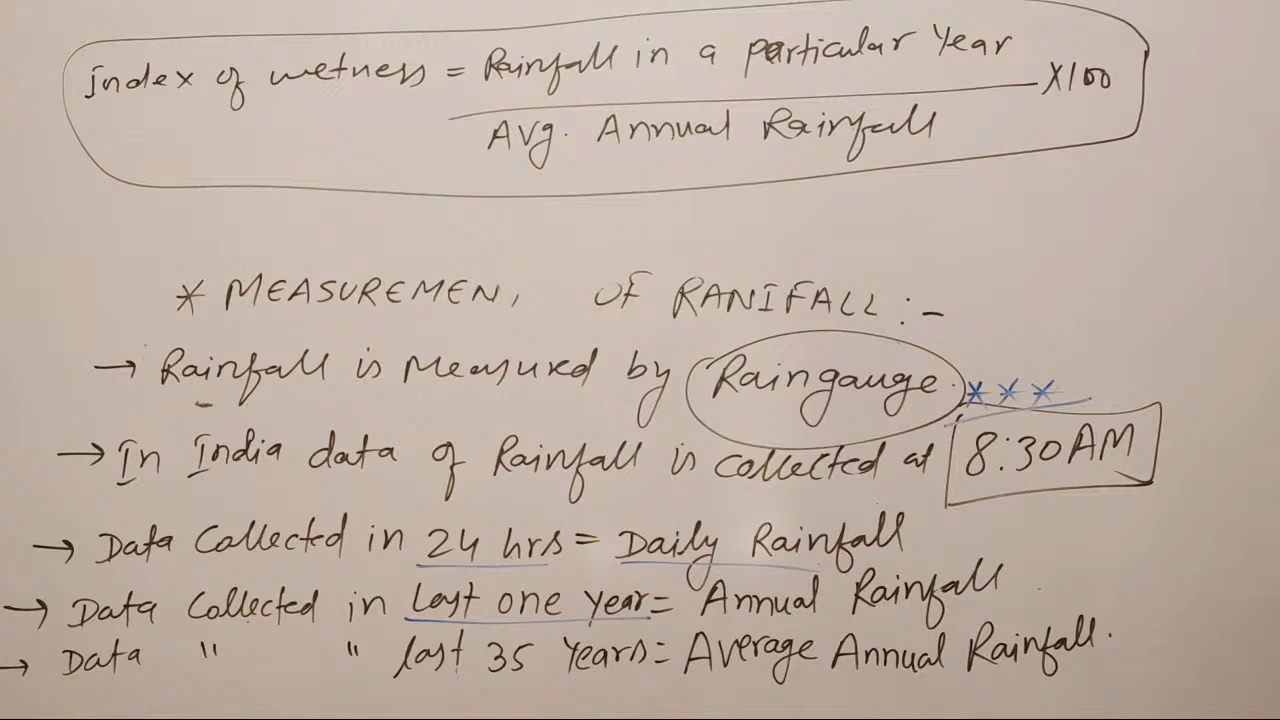 Index of wetness = Rainfall in a particular Year
X100
Avg. Annual Rainfall
* MEASUREMEN, OF RANIFALL :-
→ Rainfall is Measured by Raingauge ***
→ In India data of Rainfall is collected at 8:30AM
→ Data Collected in 24 hrs = Daily Rainfall
→ Data Collected in Last one Year = Annual Rainfall
→ Data " " last 35 Years = Average Annual Rainfall.